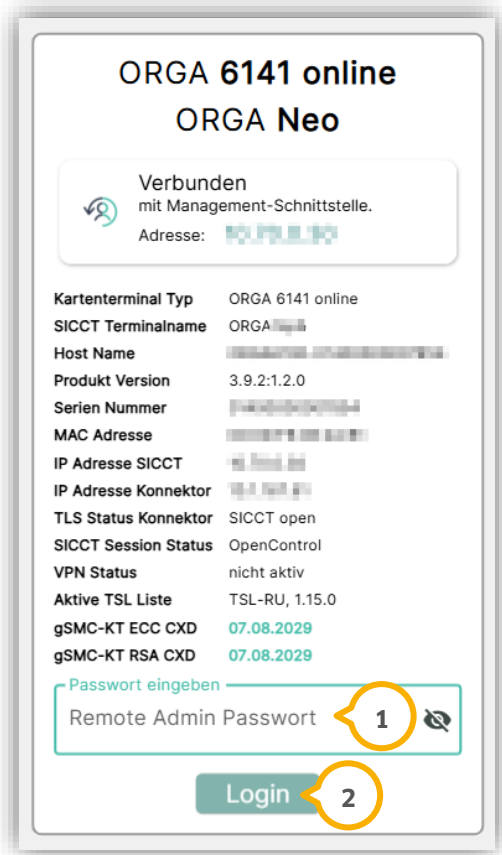 ORGA 6141 online
ORGA Neo
Verbunden
mit Management-Schnittstelle.
Adresse:
Kartenterminal Typ ORGA 6141 online
SICCT Terminalname ORGA
Host Name
Produkt Version 3.9.2:1.2.0
Serien Nummer
MAC Adresse
IP Adresse SICCT
IP Adresse Konnektor
TLS Status Konnektor SICCT open
SICCT Session Status OpenControl
VPN Status nicht aktiv
Aktive TSL Liste TSL-RU, 1.15.0
gSMC-KT ECC CXD 07.08.2029
gSMC-KT RSA CXD 07.08.2029
Passwort eingeben
Remote Admin Passwort 1
Login 2